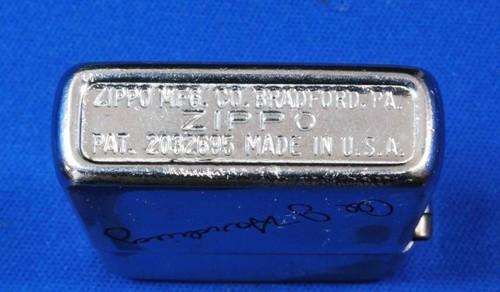 ZIPPO MFG. CO. BRADFORD. PA.
ZIPPO
PAT. 2032695 MADE IN U.S.A.